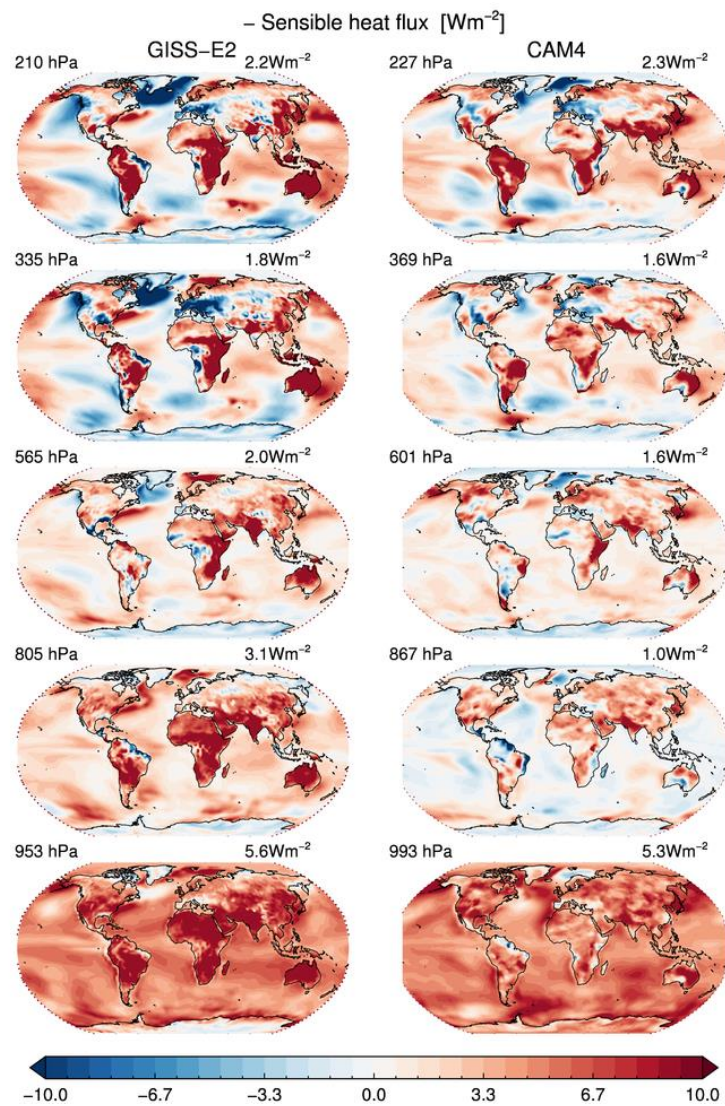 − Sensible heat flux [Wm−2]
GISS−E2 CAM4
210 hPa 2.2Wm−2 227 hPa 2.3Wm−2
335 hPa 1.8Wm−2 369 hPa 1.6Wm−2
565 hPa 2.0Wm−2 601 hPa 1.6Wm−2
805 hPa 3.1Wm−2 867 hPa 1.0Wm−2
953 hPa 5.6Wm−2 993 hPa 5.3Wm−2
−10.0 −6.7 −3.3 0.0 3.3 6.7 10.0